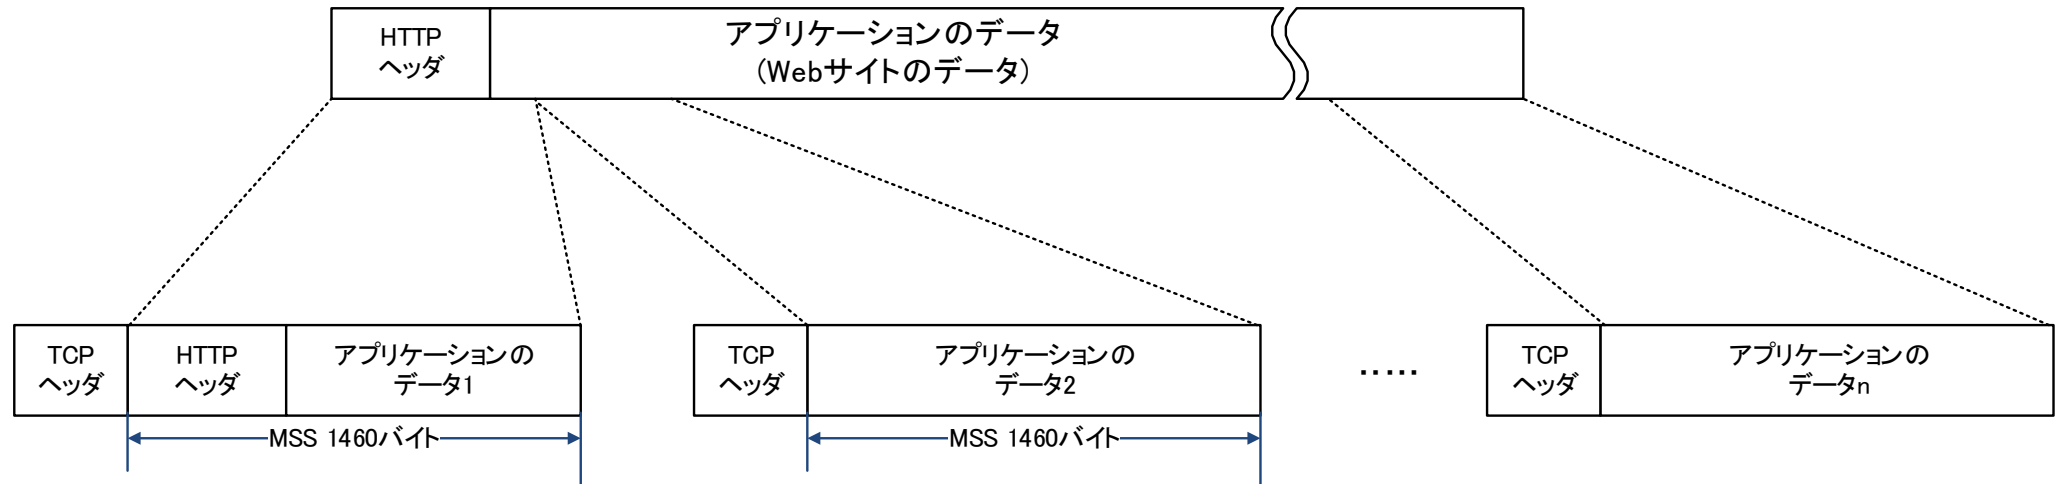 HTTP
ヘッダ
アプリケーションのデータ
(Webサイトのデータ)
TCP
ヘッダ
HTTP
ヘッダ
アプリケーションの
データ1
TCP
ヘッダ
アプリケーションの
データ2
.....
TCP
ヘッダ
アプリケーションの
データn
MSS 1460バイト
MSS 1460バイト